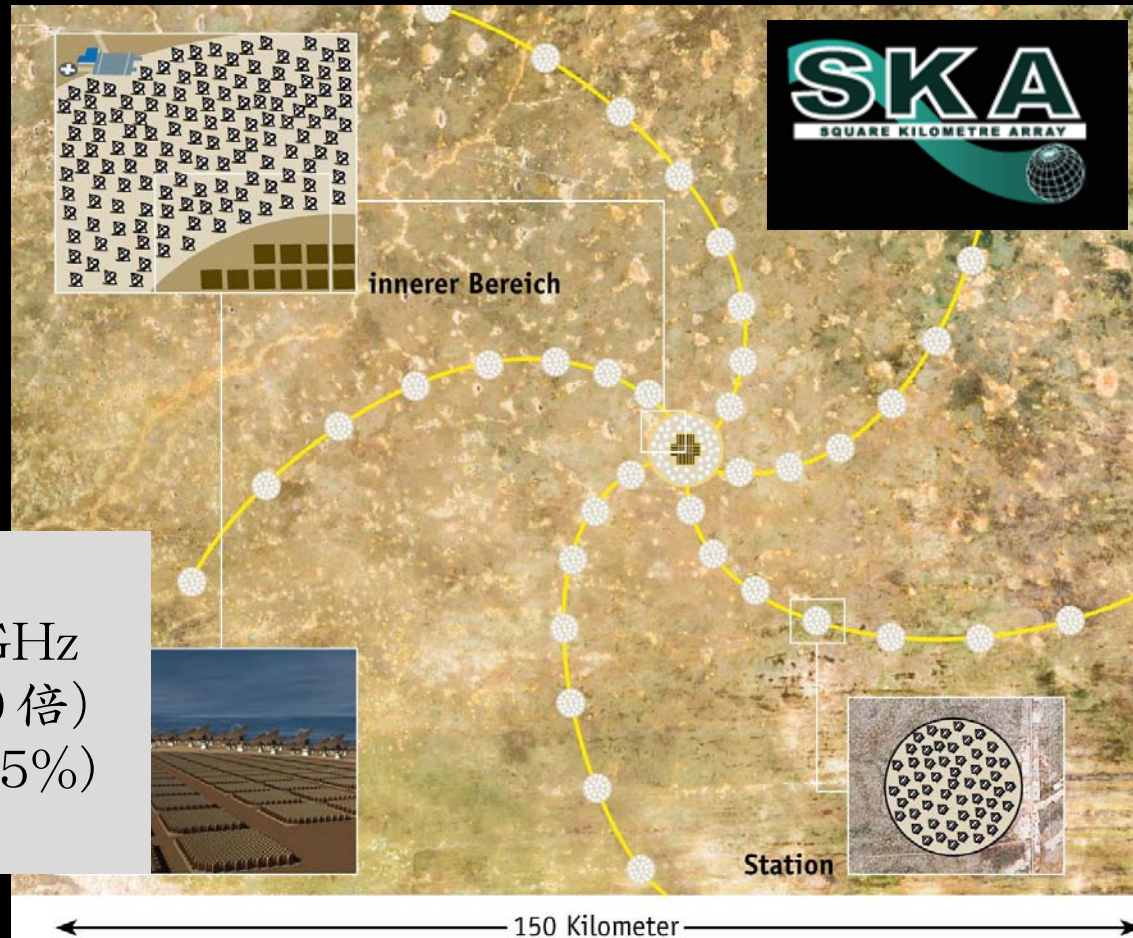 SKA
SQUARE KILOMETRE ARRAY
innerer Bereich
GHz
倍)
5%)
Station
150 Kilometer